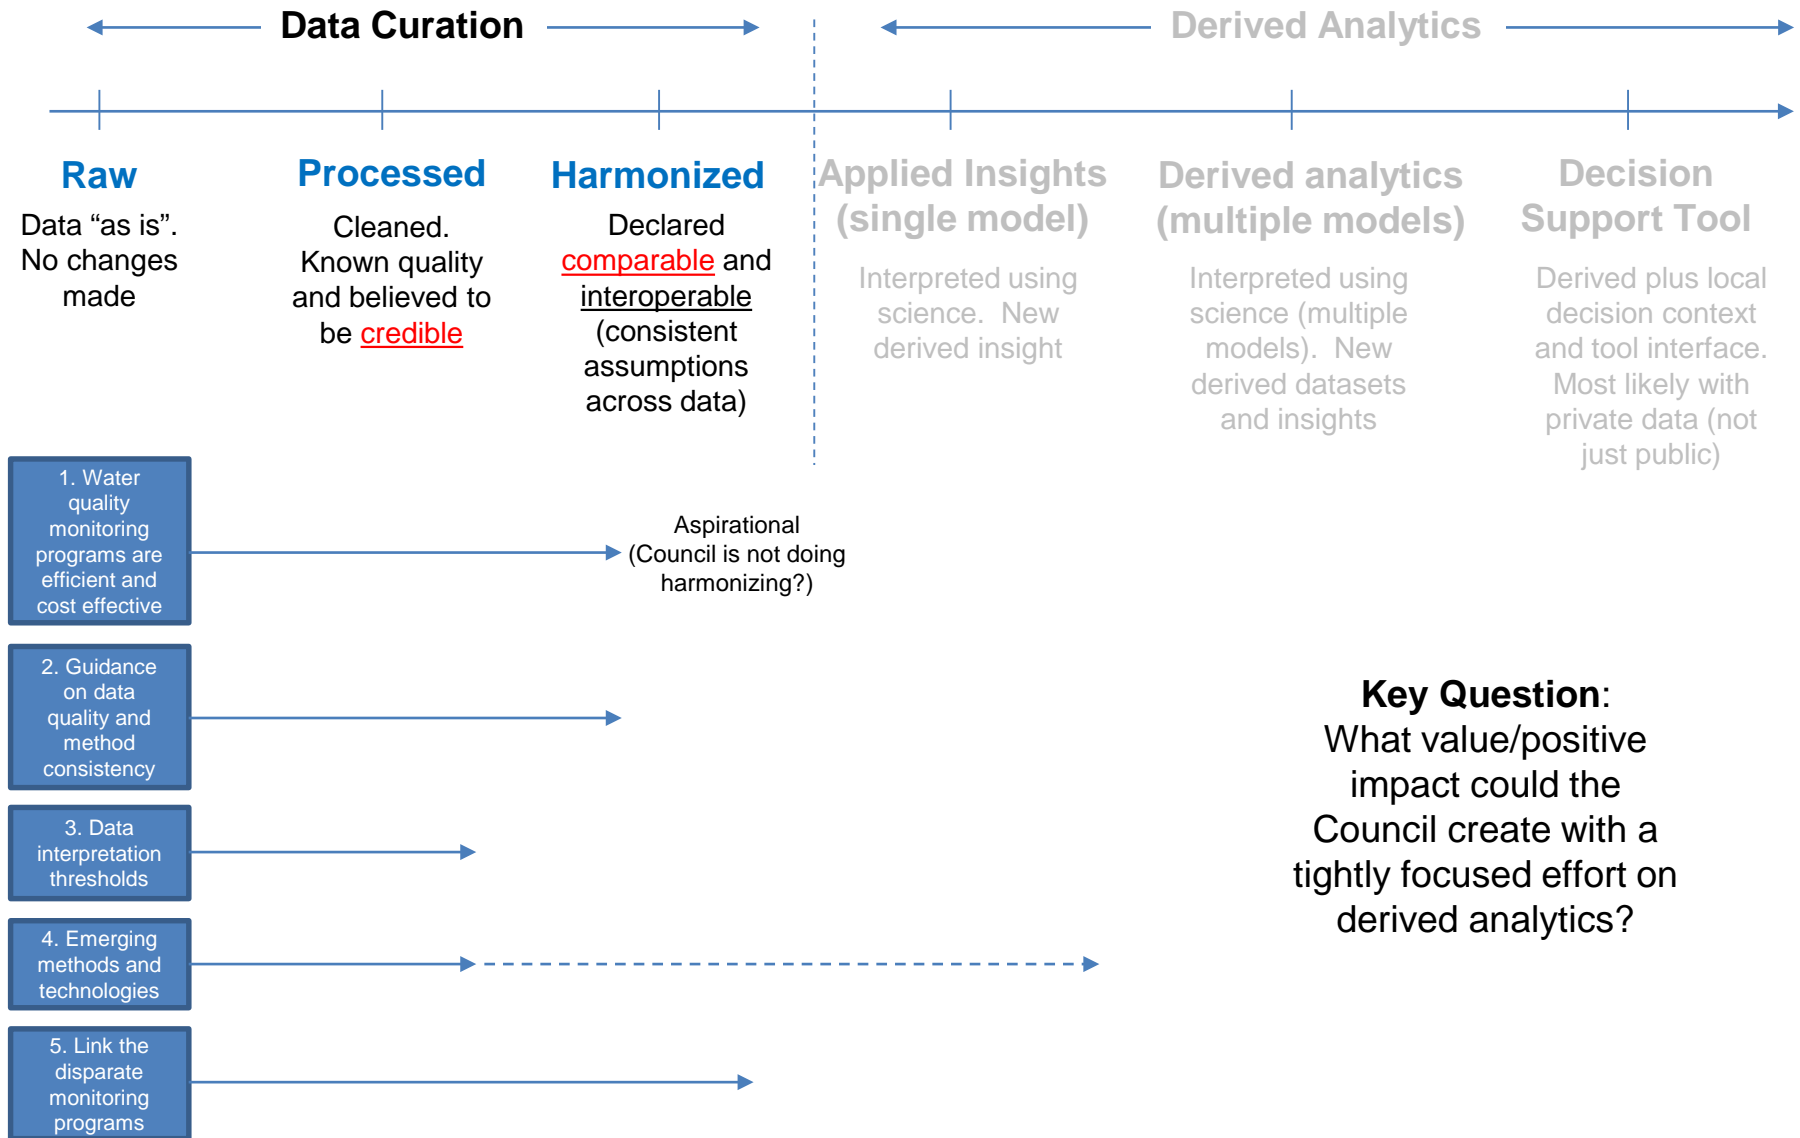 Data Curation
Derived Analytics
Raw
Data “as is”.
No changes
made
Processed
Cleaned.
Known quality
and believed to
be credible
Harmonized
Declared
comparable and
interoperable
(consistent
assumptions
across data)
Applied Insights
(single model)
Interpreted using
science.  New
derived insight
Derived analytics
(multiple models)
Interpreted using
science (multiple
models).  New
derived datasets
and insights
Decision
Support Tool
Derived plus local
decision context
and tool interface.
Most likely with
private data (not
just public)
1. Water
quality
monitoring
programs are
efficient and
cost effective
Aspirational
(Council is not doing
harmonizing?)
2. Guidance
on data
quality and
method
consistency
3. Data
interpretation
thresholds
4. Emerging
methods and
technologies
5. Link the
disparate
monitoring
programs
Key Question:
What value/positive
impact could the
Council create with a
tightly focused effort on
derived analytics?